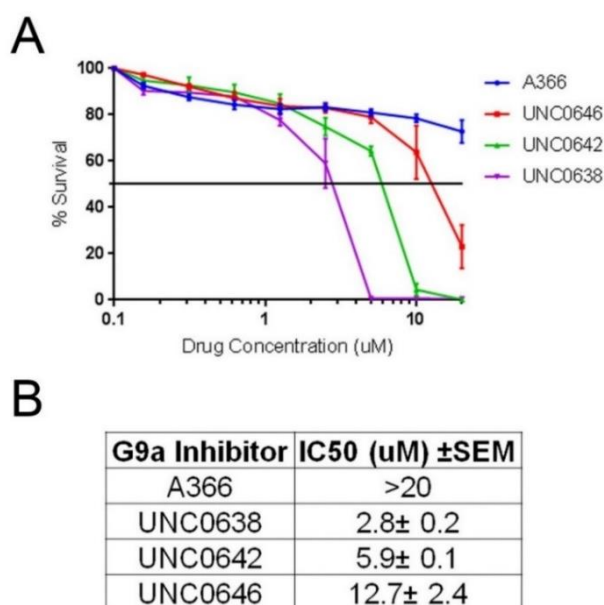 A
100
80
60
40
20
0
% Survival
0.1 1 10
Drug Concentration (uM)
A366
UNC0646
UNC0642
UNC0638
B
G9a Inhibitor IC50 (uM) ±SEM
A366 >20
UNC0638 2.8± 0.2
UNC0642 5.9± 0.1
UNC0646 12.7± 2.4